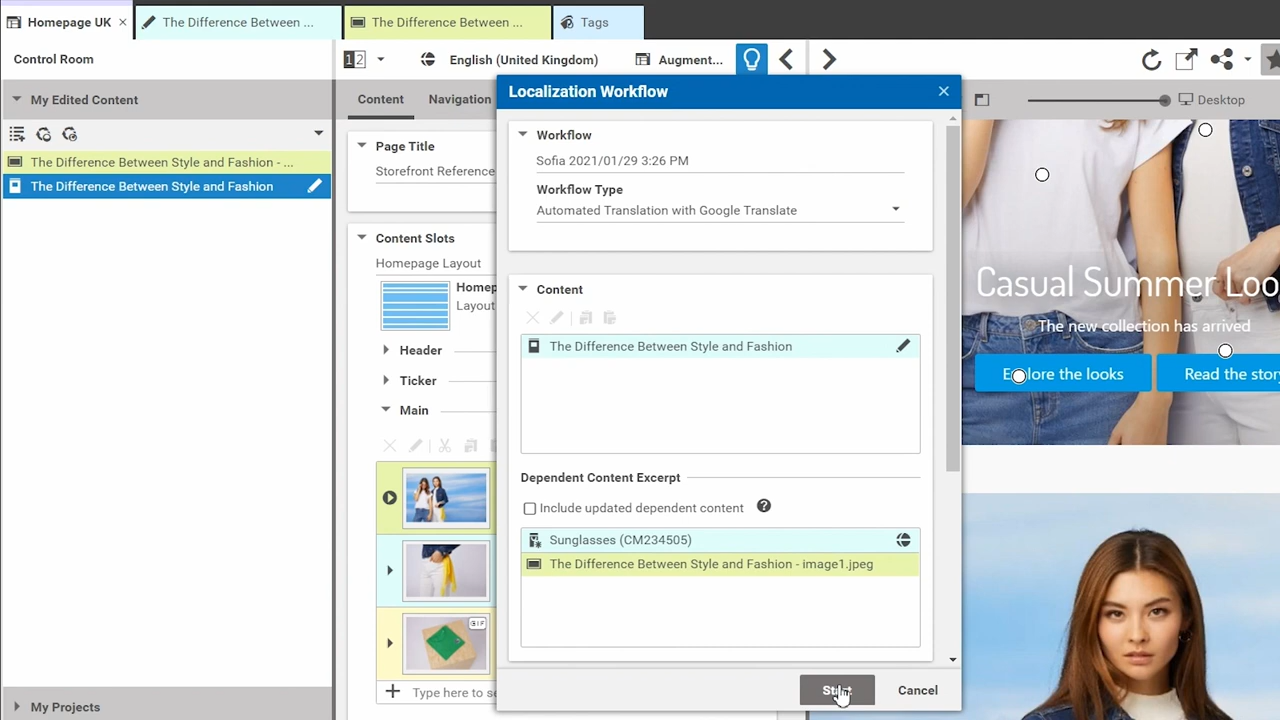 Homepage UK
The Difference Between ...
The Difference Between ...
Tags
Control Room
12
English (United Kingdom)
Augment...
My Edited Content
The Difference Between Style and Fashion - ...
The Difference Between Style and Fashion
My Projects
Content
Navigation
Desktop
Page Title
Storefront Reference
Content Slots
Homepage Layout
Layout
Header
Ticker
Main
GIF
Type here to
Localization Workflow
Workflow
Sofia 2021/01/29 3:26 PM
Workflow Type
Automated Translation with Google Translate
Content
The Difference Between Style and Fashion
Dependent Content Excerpt
Include updated dependent content
Sunglasses (CM234505)
The Difference Between Style and Fashion - image1.jpeg
Cancel
Casual Summer
The new collection has arrived
the looks
Read the